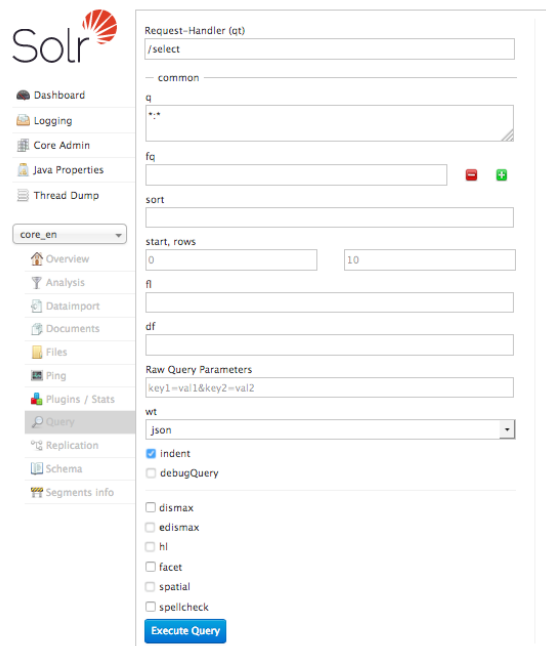 Solr
Dashboard
Logging
Core Admin
Java Properties
Thread Dump
core_en
Overview
Analysis
Dataimport
Documents
Files
Ping
Plugins / Stats
Query
Replication
Schema
Segments info
Request-Handler (qt)
/select
common
q
*:*
fq
sort
start, rows
0
10
fl
df
Raw Query Parameters
key1=val1&key2=val2
wt
json
indent
debugQuery
dismax
edismax
hl
facet
spatial
spellcheck
Execute Query